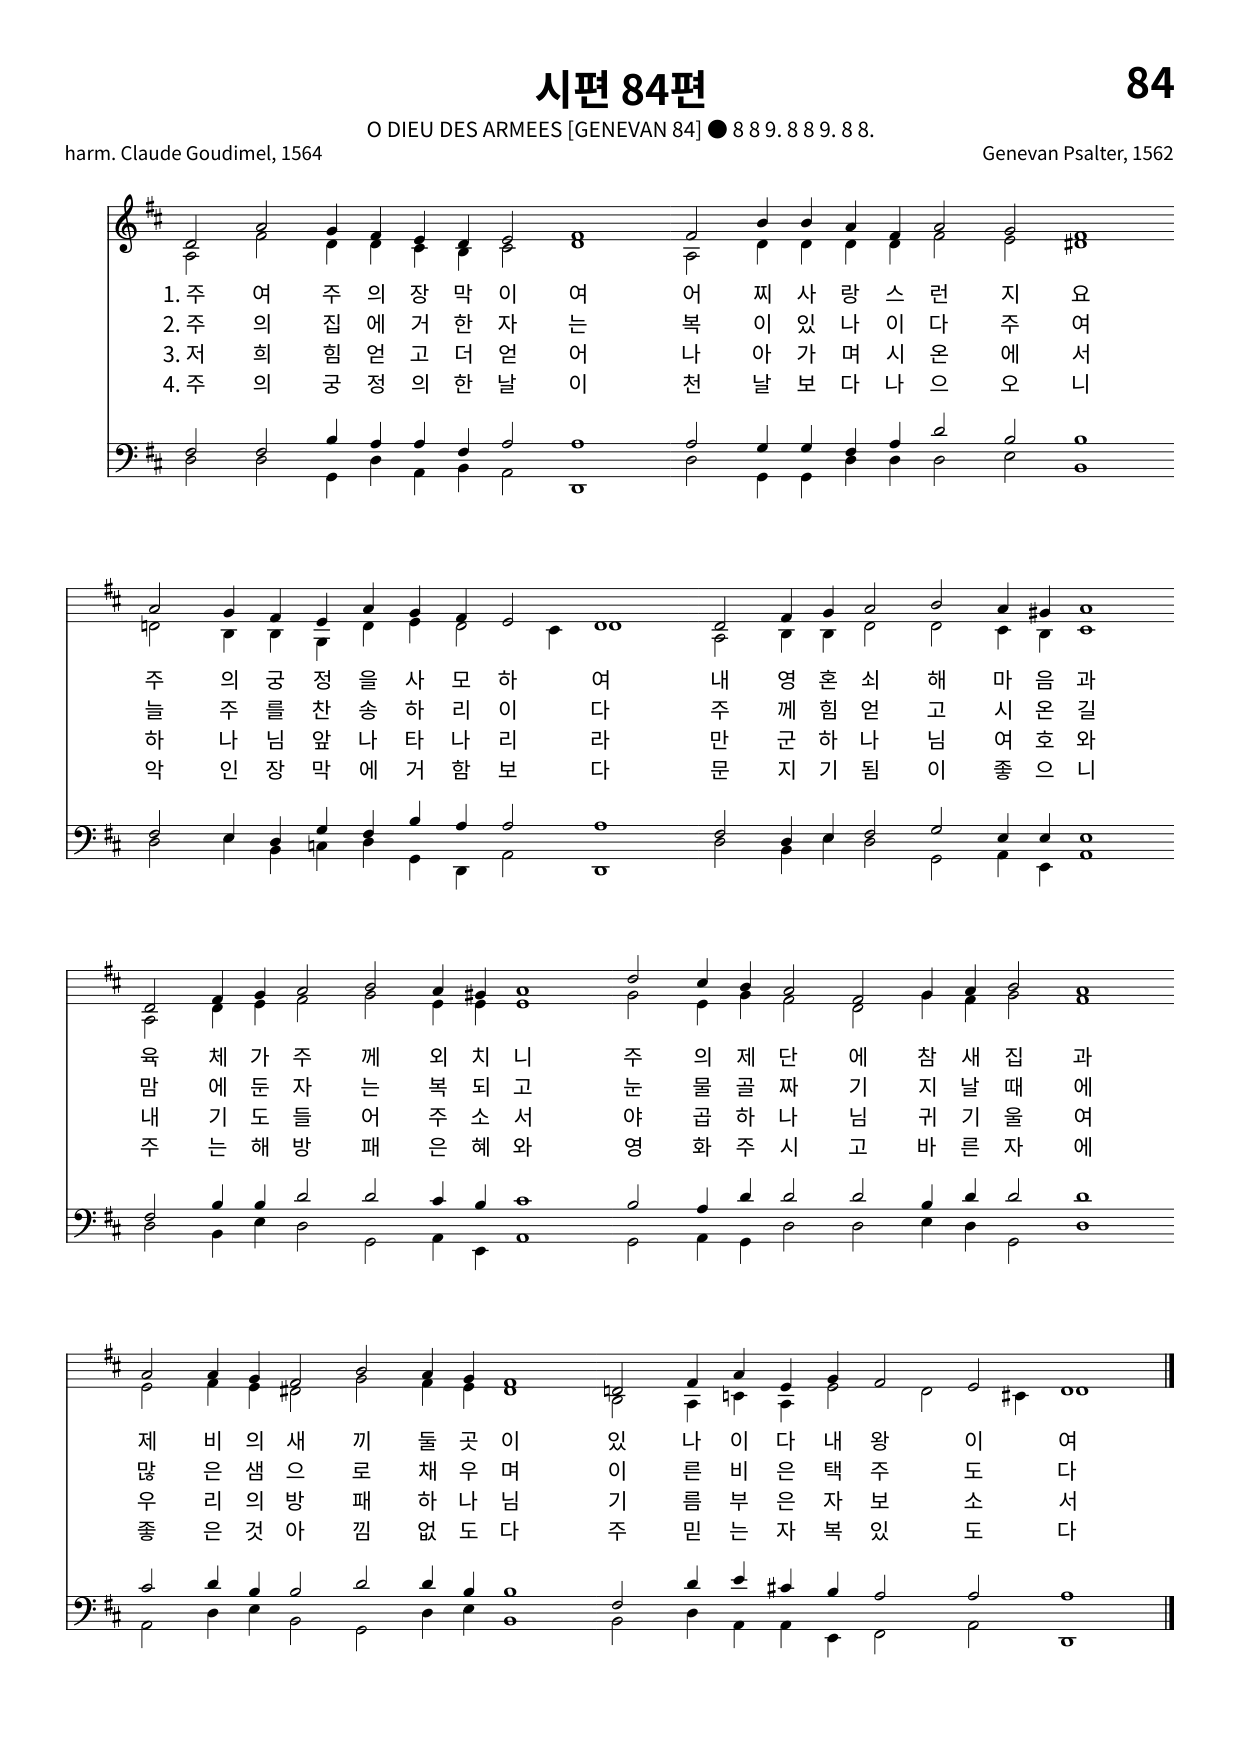 시편 84편
84
O DIEU DES ARMEES [GENEVAN 84] ● 8 8 9. 8 8 9. 8 8.
harm. Claude Goudimel, 1564
Genevan Psalter, 1562
1. 주 여 주 의 장 막 이 여 어 찌 사 랑 스 런 지 요
2. 주 의 집 에 거 한 자 는 복 이 있 나 이 다 주 여
3. 저 희 힘 얻 고 더 얻 어 나 아 가 며 시 온 에 서
4. 주 의 궁 정 의 한 날 이 천 날 보 다 나 으 오 니
주 의 궁 정 을 사 모 하 여 내 영 혼 쇠 해 마 음 과
늘 주 를 찬 송 하 리 이 다 주 께 힘 얻 고 시 온 길
하 나 님 앞 나 타 나 리 라 만 군 하 나 님 여 호 와
악 인 장 막 에 거 함 보 다 문 지 기 됨 이 좋 으 니
육 체 가 주 께 외 치 니 주 의 제 단 에 참 새 집 과
맘 에 둔 자 는 복 되 고 눈 물 골 짜 기 지 날 때 에
내 기 도 들 어 주 소 서 야 곱 하 나 님 귀 기 울 여
주 는 해 방 패 은 혜 와 영 화 주 시 고 바 른 자 에
제 비 의 새 끼 둘 곳 이 있 나 이 다 내 왕 이 여
많 은 샘 으 로 채 우 며 이 른 비 은 택 주 도 다
우 리 의 방 패 하 나 님 기 름 부 은 자 보 소 서
좋 은 것 아 낌 없 도 다 주 믿 는 자 복 있 도 다